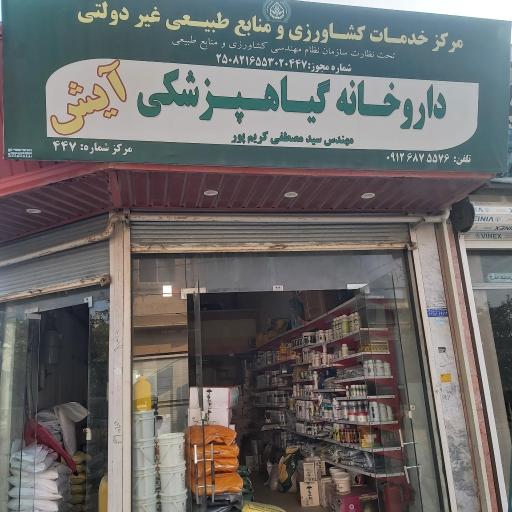 مرکز خدمات کشاورزی و منابع طبیعی غیر دولتی
تحت نظارت سازمان نظام مهندسی کشاورزی و منابع طبیعی
شماره مجوز: ۲۵۰۸۲۱۶۵۵۳۰۲۰۴۴۷
داروخانه گیاهپزشکی
آیش
مهندس سید مصطفی کریم پور
تلفن: ۰۹۱۲۶۸۷۵۵۷۶
مرکز شماره: ۴۴۷
VINEX